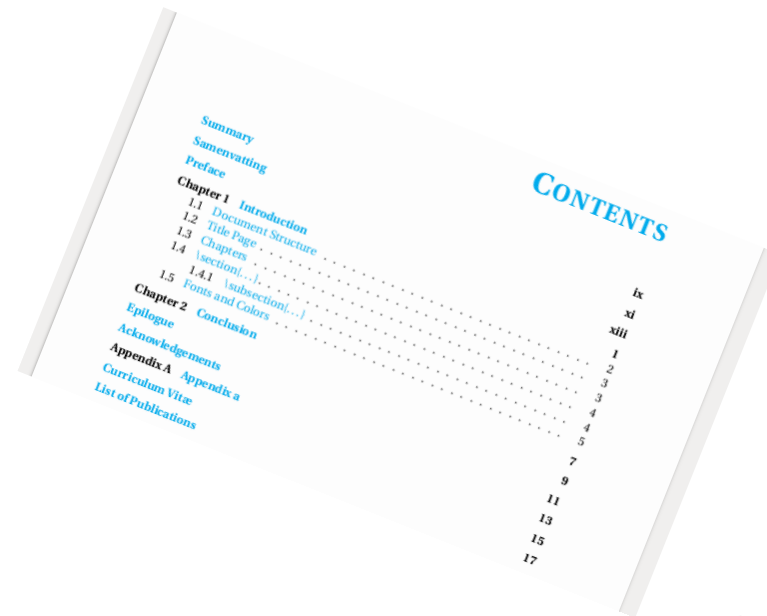 CONTENTS
Summary ix
Samenvatting xi
Preface xiii
Chapter 1 Introduction 1
1.1 Document Structure . . . . . . . . . . . . . . . . . . . . . . . . 2
1.2 Title Page . . . . . . . . . . . . . . . . . . . . . . . . . . . . . 3
1.3 Chapters . . . . . . . . . . . . . . . . . . . . . . . . . . . . . 3
1.4 \section{...} . . . . . . . . . . . . . . . . . . . . . . . . . . . 4
1.4.1 \subsection{...} . . . . . . . . . . . . . . . . . . . . . . . 4
1.5 Fonts and Colors . . . . . . . . . . . . . . . . . . . . . . . . . 5
Chapter 2 Conclusion 7
Epilogue 9
Acknowledgements 11
Appendix A Appendix a 13
Curriculum Vitæ 15
List of Publications 17